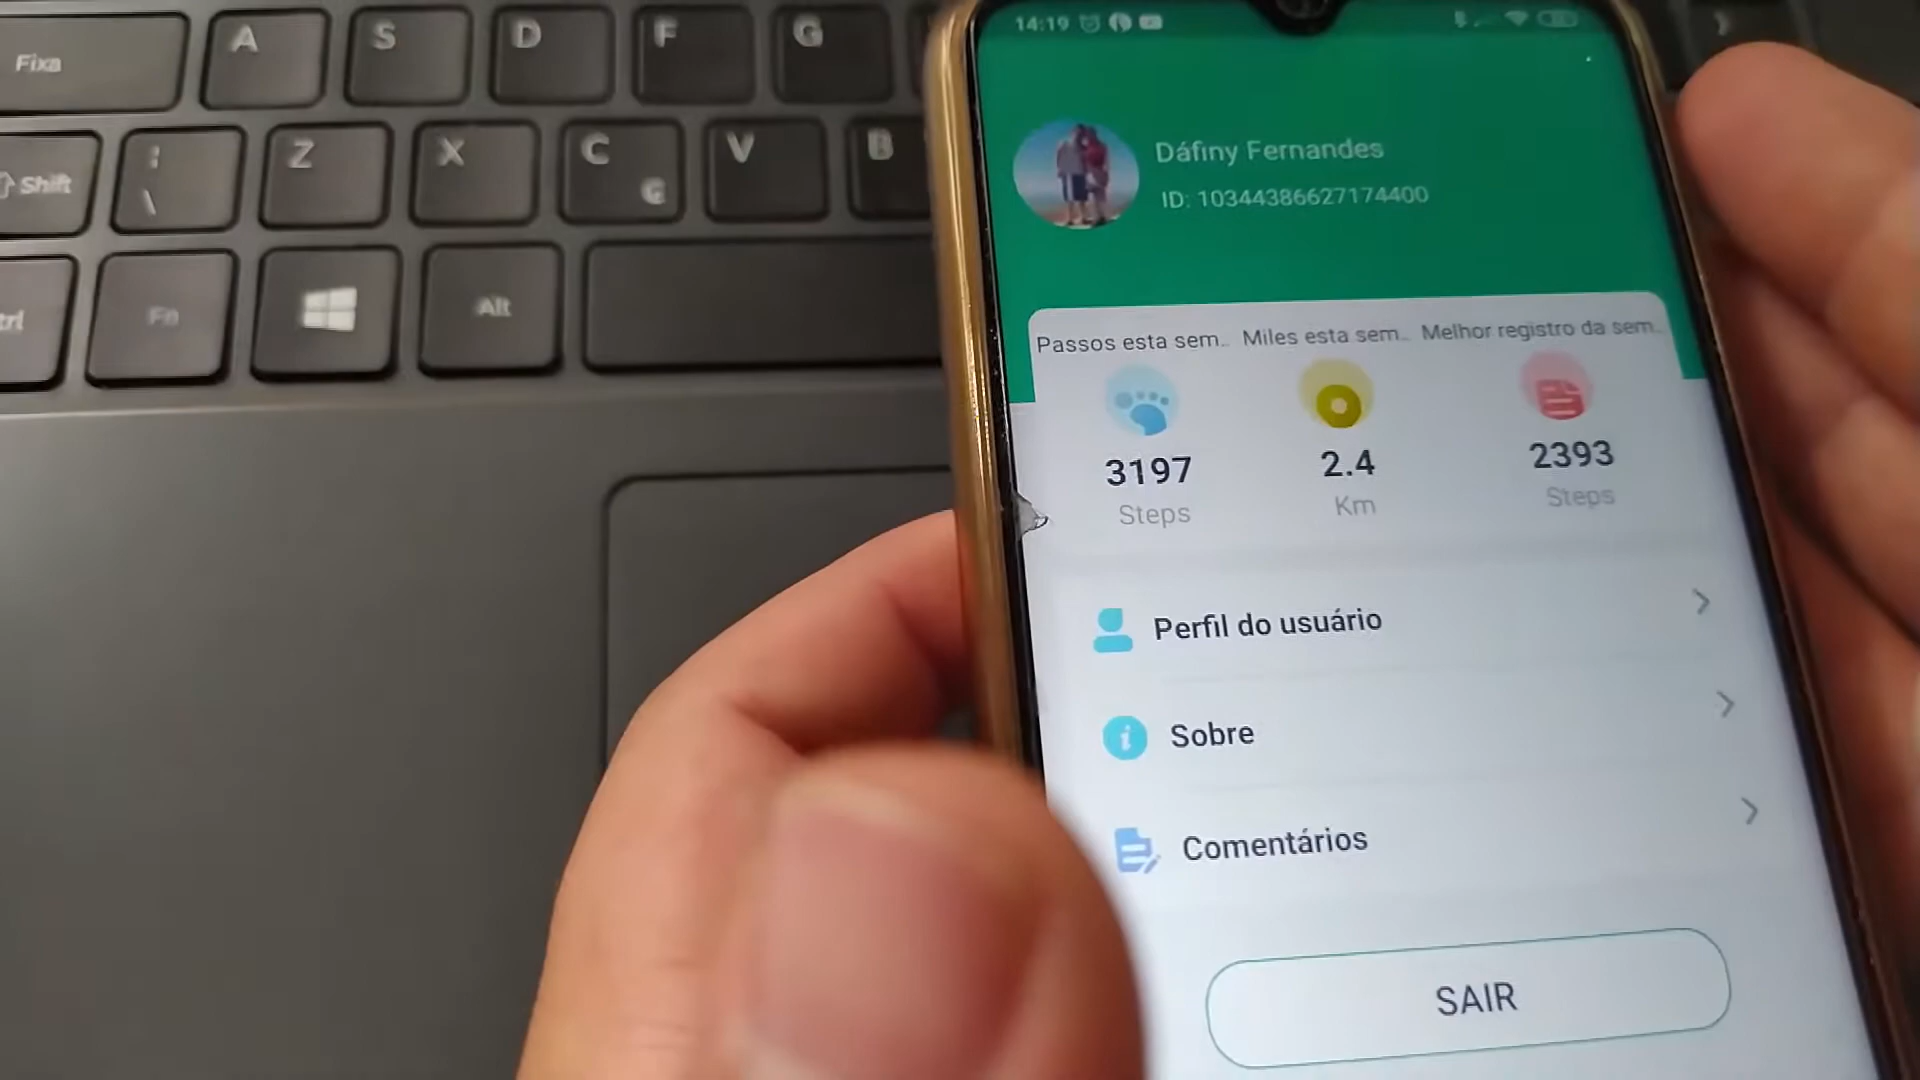 Fixa
A
S
D
F
G
Shift
:
\
Z
X
C
G
V
B
Fn
Alt
14:19
Dáfiny Fernandes
ID: 10344386627174400
Passos esta sem.. Miles esta sem.. Melhor registro da sem..
3197 2.4 2393
Steps Km Steps
Perfil do usuário
Sobre
Comentários
SAIR